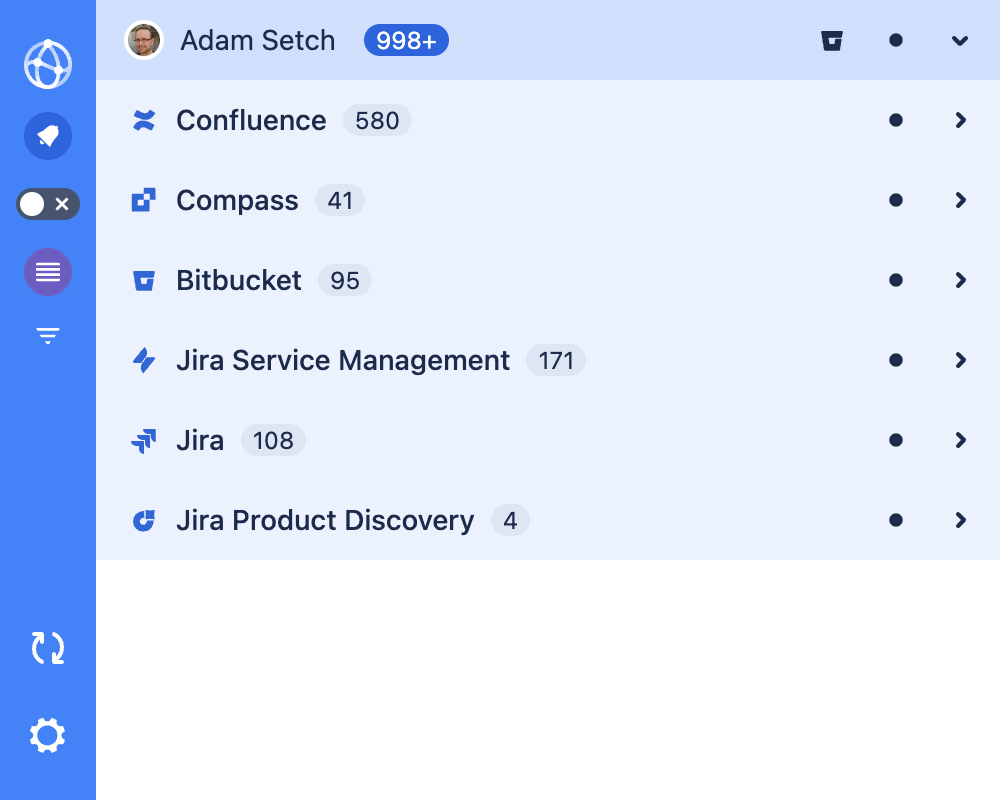 Adam Setch 998+
Confluence 580
Compass 41
Bitbucket 95
Jira Service Management 171
Jira 108
Jira Product Discovery 4